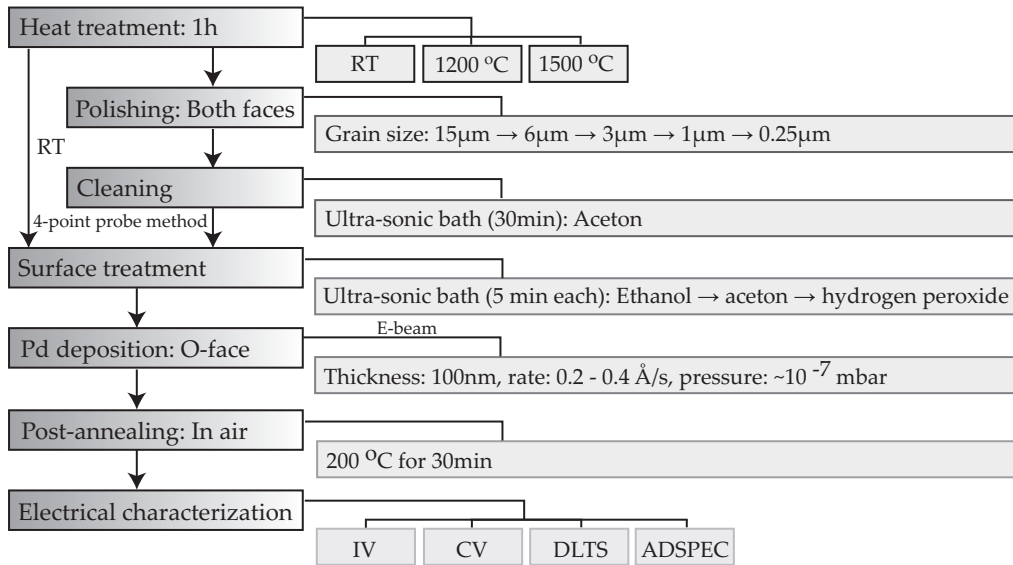 Heat treatment: 1h
RT
1200 ºC
1500 ºC
Polishing: Both faces
Grain size: 15μm → 6μm → 3μm → 1μm → 0.25μm
RT
Cleaning
Ultra-sonic bath (30min): Aceton
4-point probe method
Surface treatment
Ultra-sonic bath (5 min each): Ethanol → aceton → hydrogen peroxide
E-beam
Pd deposition: O-face
Thickness: 100nm, rate: 0.2 - 0.4 Å/s, pressure: ~10 -7 mbar
Post-annealing: In air
200 ºC for 30min
Electrical characterization
IV
CV
DLTS
ADSPEC